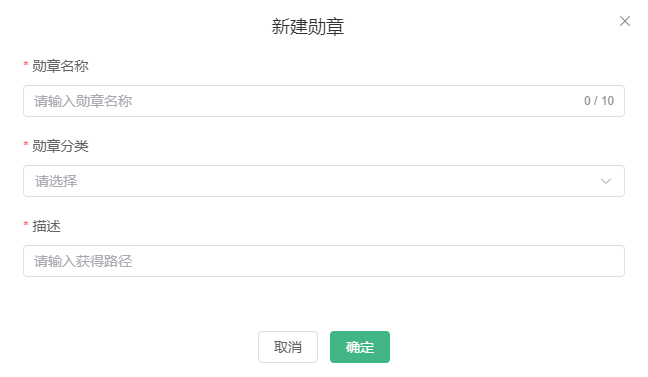 新建勋章
* 勋章名称
请输入勋章名称 0 / 10
* 勋章分类
请选择
* 描述
请输入获得路径
取消 确定